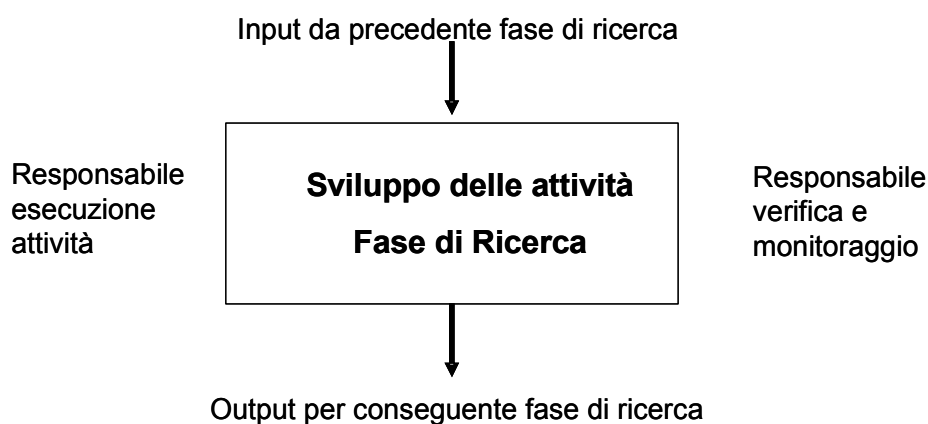 Input da precedente fase di ricerca
Responsabile
esecuzione
attività
Sviluppo delle attività
Fase di Ricerca
Responsabile
verifica e
monitoraggio
Output per conseguente fase di ricerca